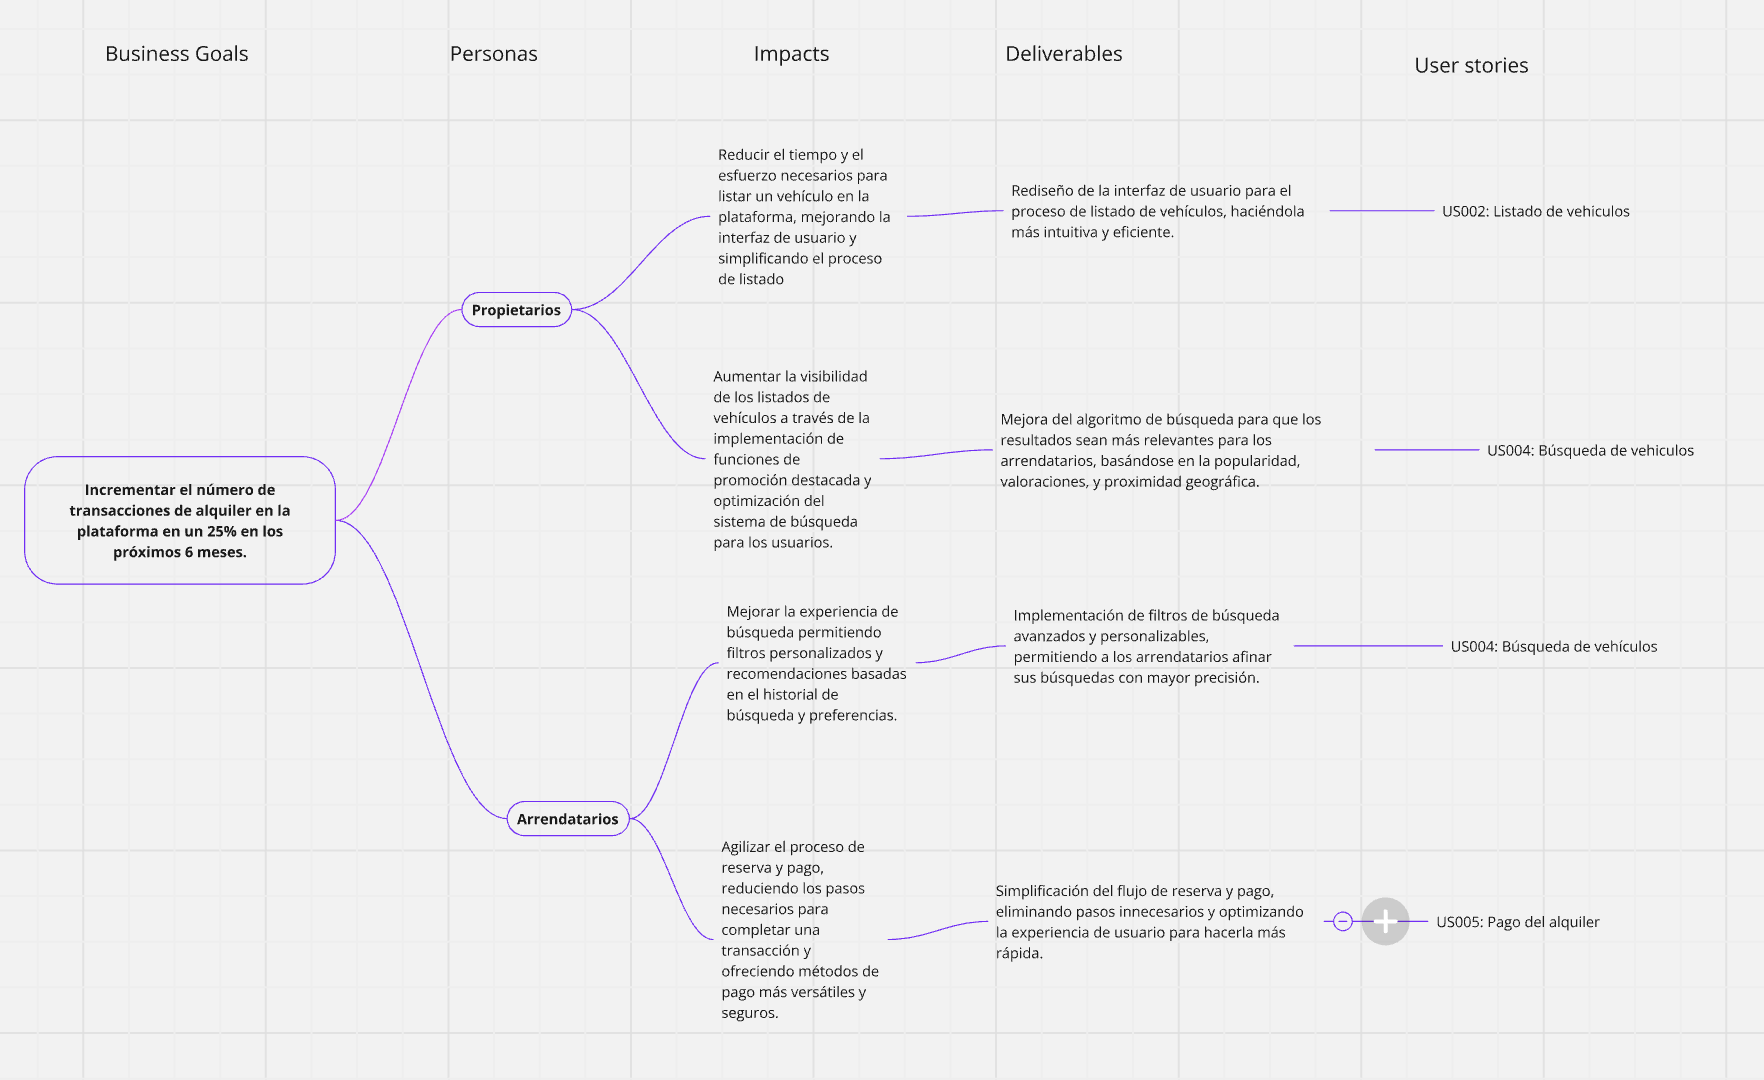 Business Goals
Personas
Impacts
Deliverables
User stories
Incrementar el número de
transacciones de alquiler en la
plataforma en un 25% en los
próximos 6 meses.
Propietarios
Reducir el tiempo y el
esfuerzo necesarios para
listar un vehículo en la
plataforma, mejorando la
interfaz de usuario y
simplificando el proceso
de listado
Rediseño de la interfaz de usuario para el
proceso de listado de vehículos, haciéndola
más intuitiva y eficiente.
US002: Listado de vehiculos
Aumentar la visibilidad
de los listados de
vehículos a través de la
implementación de
funciones de
promoción destacada y
optimización del
sistema de búsqueda
para los usuarios.
Mejora del algoritmo de búsqueda para que los
resultados sean más relevantes para los
arrendatarios, basándose en la popularidad,
valoraciones, y proximidad geográfica.
US004: Búsqueda de vehiculos
Arrendatarios
Mejorar la experiencia de
búsqueda permitiendo
filtros personalizados y
recomendaciones basadas
en el historial de
búsqueda y preferencias.
Implementación de filtros de búsqueda
avanzados y personalizables,
permitiendo a los arrendatarios afinar
sus búsquedas con mayor precisión.
US004: Búsqueda de vehículos
Agilizar el proceso de
reserva y pago,
reduciendo los pasos
necesarios para
completar una
transacción y
ofreciendo métodos de
pago más versátiles y
seguros.
Simplificación del flujo de reserva y pago,
eliminando pasos innecesarios y optimizando
la experiencia de usuario para hacerla más
rápida.
US005: Pago del alquiler